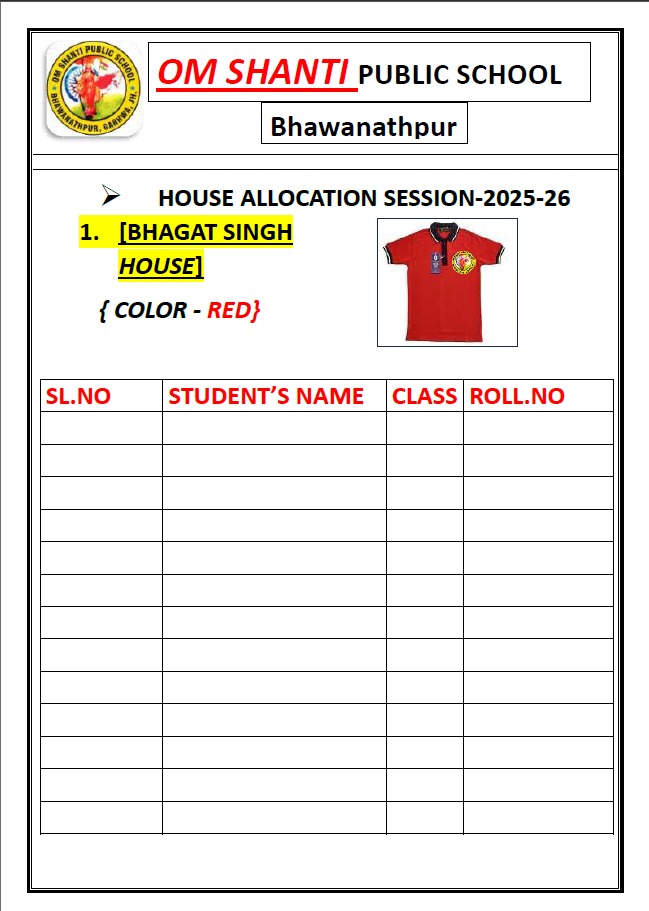 OM SHANTI PUBLIC SCHOOL
BHAWANATHPUR, GARHWA, JH.
OM SHANTI PUBLIC SCHOOL
Bhawanathpur
➢ HOUSE ALLOCATION SESSION-2025-26
1. [BHAGAT SINGH
HOUSE]
{ COLOR - RED}
SL.NO STUDENT’S NAME CLASS ROLL.NO